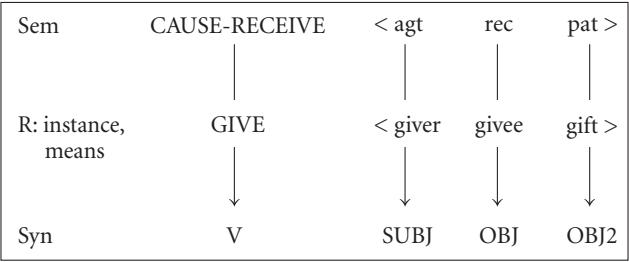 Sem CAUSE-RECEIVE < agt rec pat >
R: instance, GIVE < giver givee gift >
means
Syn V SUBJ OBJ OBJ2